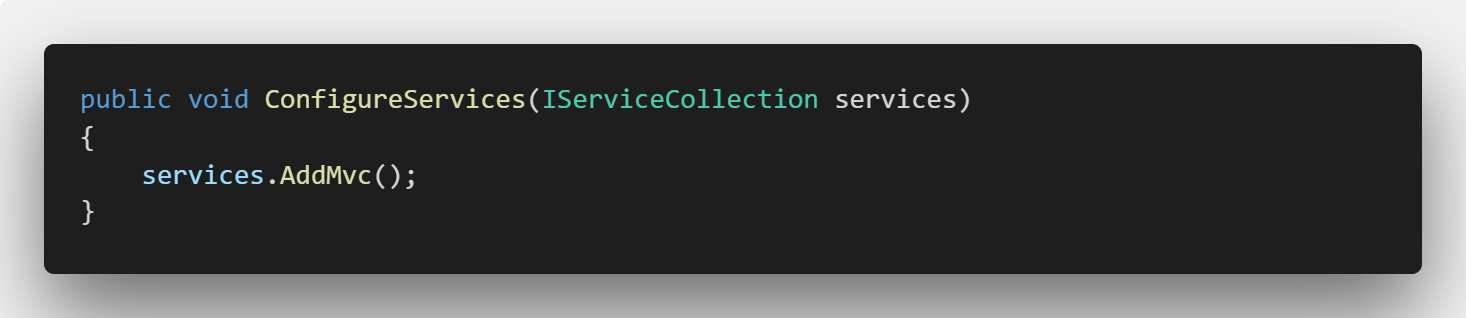 public void ConfigureServices(IServiceCollection services)
{
    services.AddMvc();
}